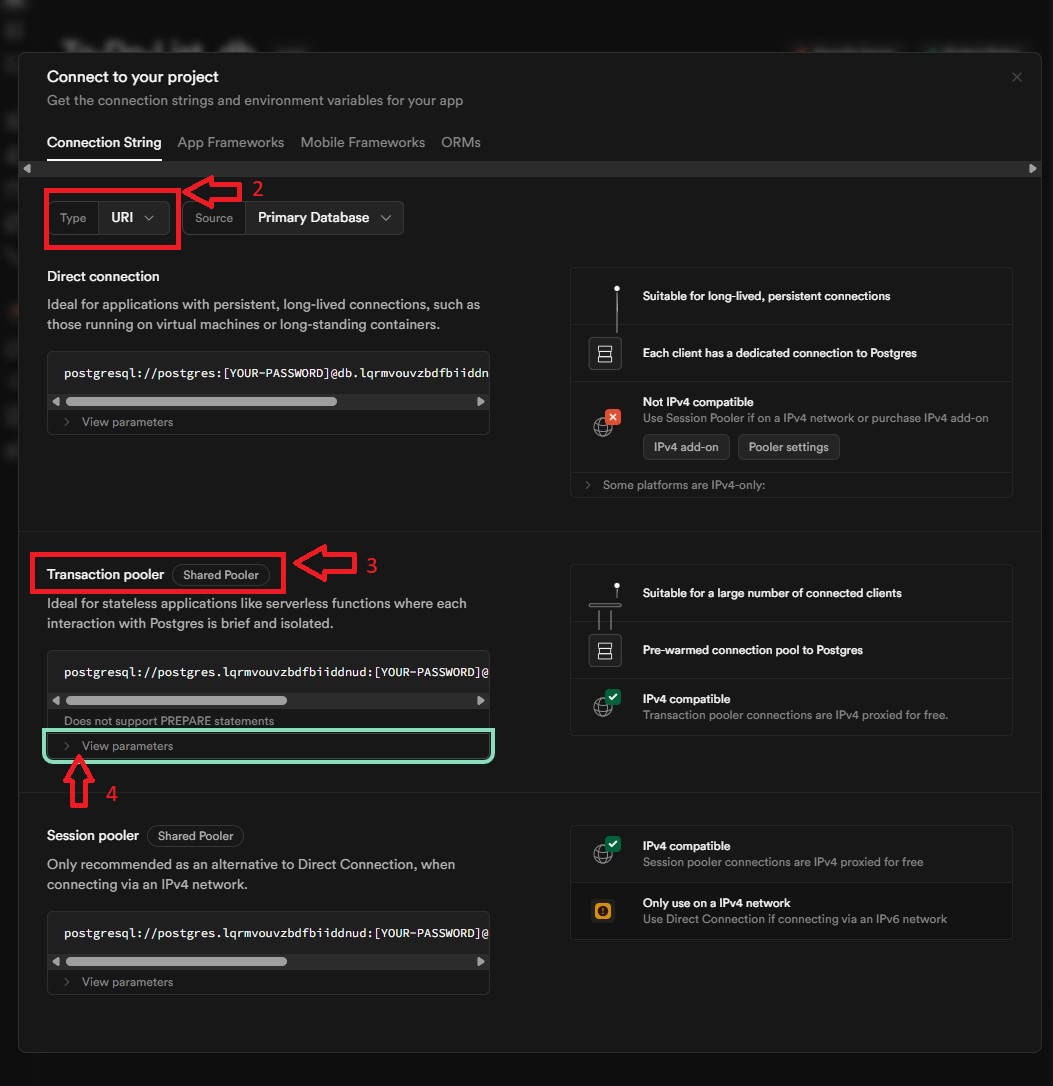 Connect to your project
Get the connection strings and environment variables for your app
Connection String App Frameworks Mobile Frameworks ORMs
2
Type URI Source Primary Database
Direct connection
Ideal for applications with persistent, long-lived connections, such as
those running on virtual machines or long-standing containers.
postgresql://postgres:[YOUR-PASSWORD]@db.lqrmvouvzbdfbiiddn
View parameters
Suitable for long-lived, persistent connections
Each client has a dedicated connection to Postgres
Not IPv4 compatible
Use Session Pooler if on a IPv4 network or purchase IPv4 add-on
IPv4 add-on Pooler settings
Some platforms are IPv4-only:
3
Transaction pooler Shared Pooler
Ideal for stateless applications like serverless functions where each
interaction with Postgres is brief and isolated.
postgresql://postgres.lqrmvouvzbdfbiiddnud:[YOUR-PASSWORD]@
Does not support PREPARE statements
View parameters
4
Suitable for a large number of connected clients
Pre-warmed connection pool to Postgres
IPv4 compatible
Transaction pooler connections are IPv4 proxied for free.
Session pooler Shared Pooler
Only recommended as an alternative to Direct Connection, when
connecting via an IPv4 network.
postgresql://postgres.lqrmvouvzbdfbiiddnud:[YOUR-PASSWORD]@
View parameters
IPv4 compatible
Session pooler connections are IPv4 proxied for free
Only use on a IPv4 network
Use Direct Connection if connecting via an IPv6 network